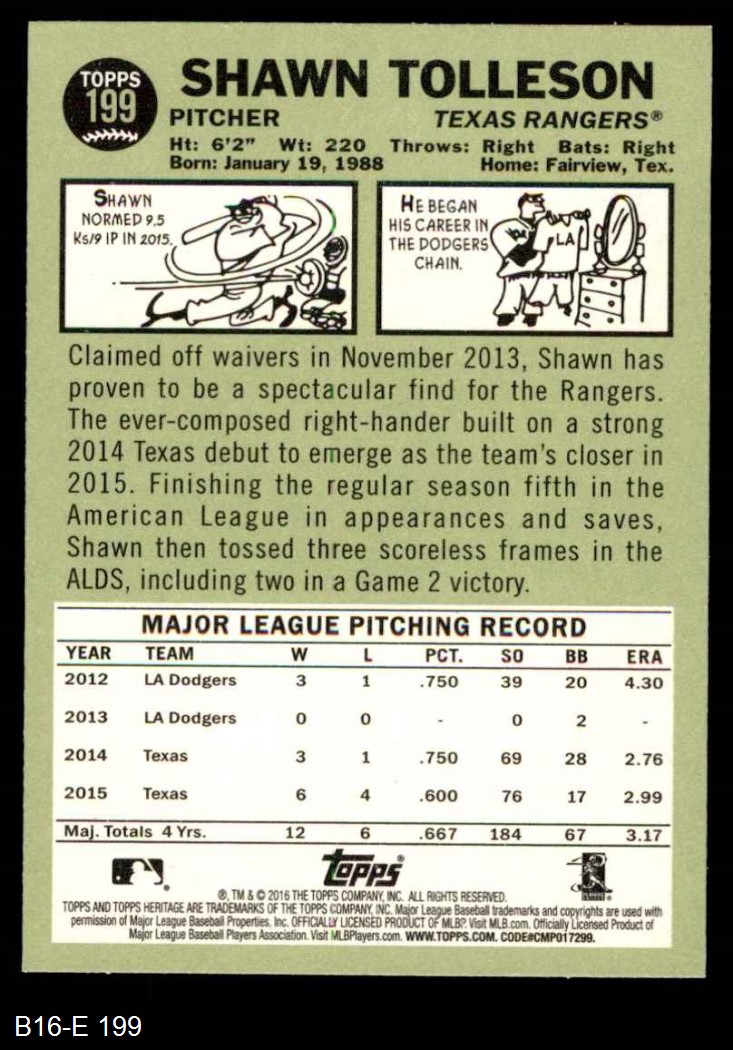 TOPPS
199
SHAWN TOLLESON
PITCHER TEXAS RANGERS®
Ht: 6'2" Wt: 220 Throws: Right Bats: Right
Born: January 19, 1988 Home: Fairview, Tex.
SHAWN
NORMED 9.5
Ks/9 IP IN 2015.
HE BEGAN
HIS CAREER IN
THE DODGERS
CHAIN.
LA
Claimed off waivers in November 2013, Shawn has
proven to be a spectacular find for the Rangers.
The ever-composed right-hander built on a strong
2014 Texas debut to emerge as the team's closer in
2015. Finishing the regular season fifth in the
American League in appearances and saves,
Shawn then tossed three scoreless frames in the
ALDS, including two in a Game 2 victory.
MAJOR LEAGUE PITCHING RECORD
YEAR TEAM W L PCT. SO BB ERA
2012 LA Dodgers 3 1 .750 39 20 4.30
2013 LA Dodgers 0 0 - 0 2 -
2014 Texas 3 1 .750 69 28 2.76
2015 Texas 6 4 .600 76 17 2.99
Maj. Totals 4 Yrs. 12 6 .667 184 67 3.17
topps®
®, TM & © 2016 THE TOPPS COMPANY, INC. ALL RIGHTS RESERVED.
TOPPS AND TOPPS HERITAGE ARE TRADEMARKS OF THE TOPPS COMPANY, INC. Major League Baseball trademarks and copyrights are used with
permission of Major League Baseball Properties, Inc. OFFICIALLY LICENSED PRODUCT OF MLBP. Visit MLB.com. Officially Licensed Product of
Major League Baseball Players Association. Visit MLBPlayers.com. WWW.TOPPS.COM. CODE#CMP017299.
B16-E 199